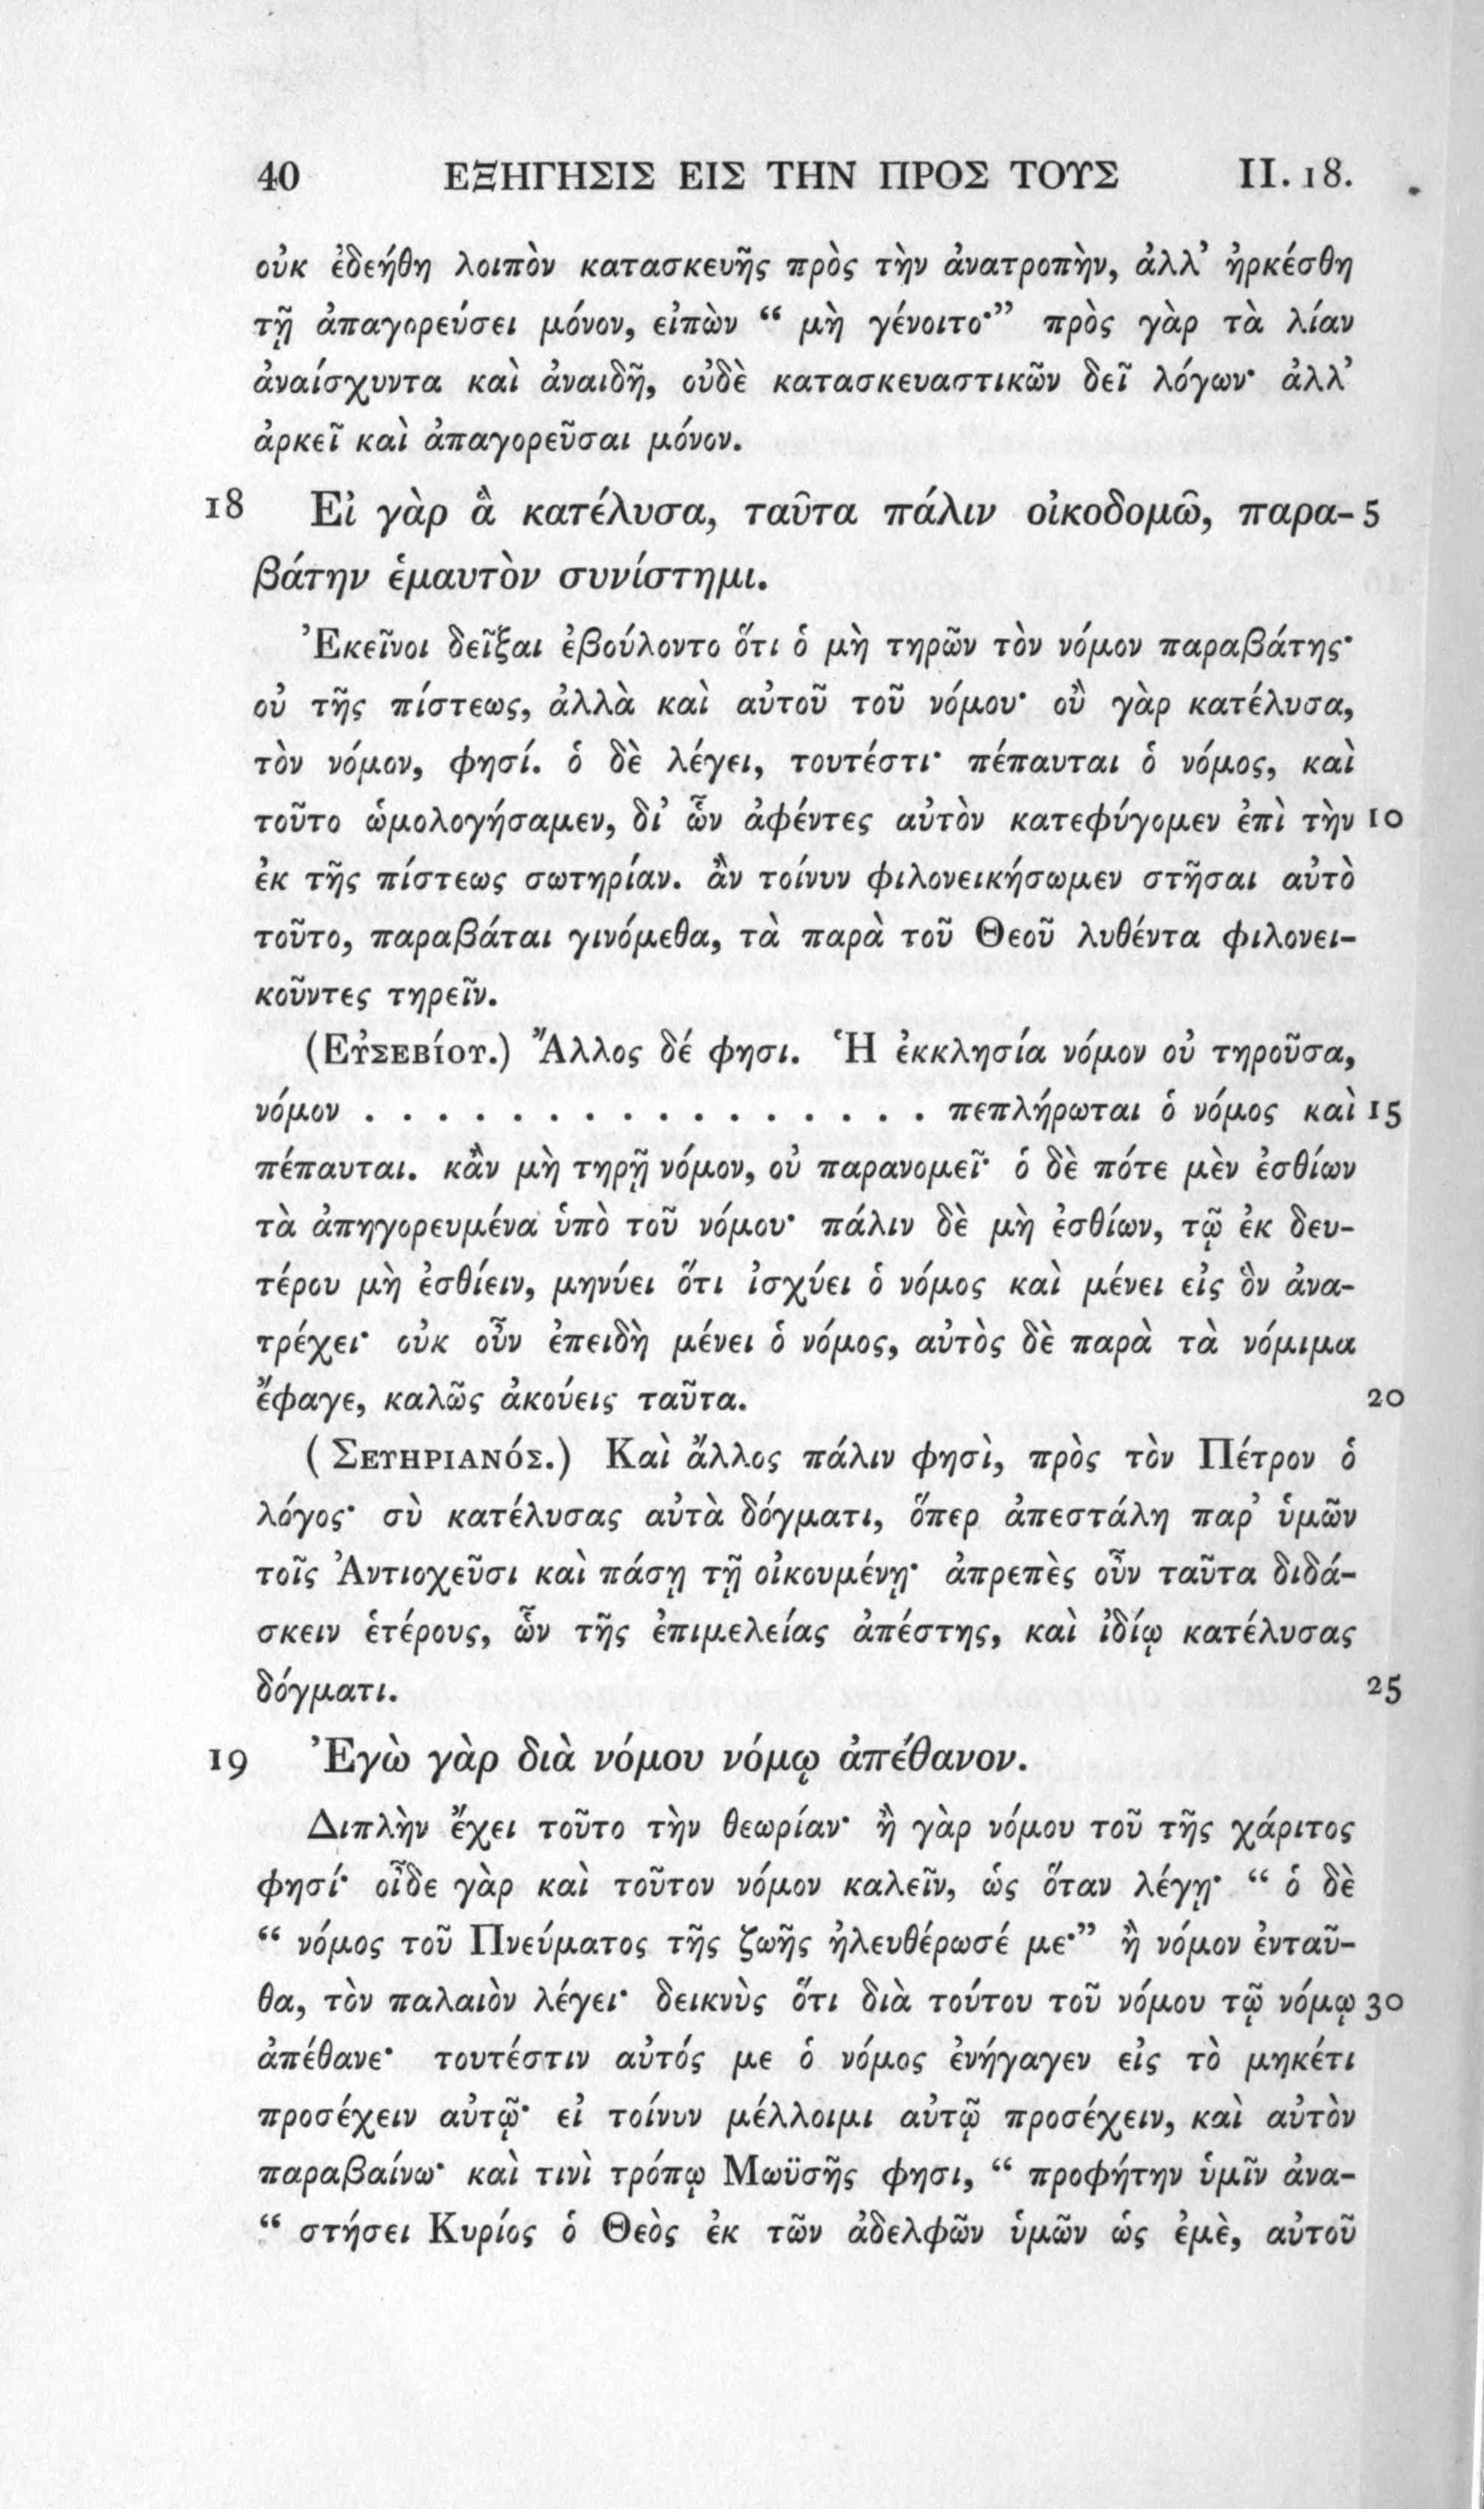 40 ΕΞΗΓΗΣΙΣ ΕΙΣ ΤΗΝ ΠΡΟΣ ΤΟΥΣ II. 18.
οὐκ ἐδεήθη λοιπὸν κατασκευῆς πρὸς τὴν ἀνατροπὴν, ἀλλ’ ἠρκέσθη
τῇ ἀπαγορεύσει μόνον, εἰπὼν “ μὴ γένοιτο·” πρὸς γὰρ τὰ λίαν
ἀναίσχυντα καὶ ἀναιδῆ, οὐδὲ κατασκευαστικῶν δεῖ λόγων· ἀλλ’
ἀρκεῖ καὶ ἀπαγορεῦσαι μόνον.
18 Εἰ γὰρ ἃ κατέλυσα, ταῦτα πάλιν οἰκοδομῶ, παρα- 5
βάτην ἐμαυτὸν συνίστημι.
Ἐκεῖνοι δεῖξαι ἐβούλοντο ὅτι ὁ μὴ τηρῶν τὸν νόμον παραβάτης·
οὐ τῆς πίστεως, ἀλλὰ καὶ αὐτοῦ τοῦ νόμου· οὒ γὰρ κατέλυσα,
τὸν νόμον, φησί. ὁ δὲ λέγει, τουτέστι· πέπαυται ὁ νόμος, καὶ
τοῦτο ὡμολογήσαμεν, δι’ ὧν ἀφέντες αὐτὸν κατεφύγομεν ἐπὶ τὴν 10
ἐκ τῆς πίστεως σωτηρίαν. ἂν τοίνυν φιλονεικήσωμεν στῆσαι αὐτὸ
τοῦτο, παραβάται γινόμεθα, τὰ παρὰ τοῦ Θεοῦ λυθέντα φιλονει-
κοῦντες τηρεῖν.
(Εὐσεβίου.) Ἄλλος δέ φησι. Ἡ ἐκκλησία νόμον οὐ τηροῦσα,
νόμον . . . . . . . . . . . . . . . . πεπλήρωται ὁ νόμος καὶ 15
πέπαυται. κἂν μὴ τηρῇ νόμον, οὐ παρανομεῖ· ὁ δὲ πότε μὲν ἐσθίων
τὰ ἀπηγορευμένα ὑπὸ τοῦ νόμου· πάλιν δὲ μὴ ἐσθίων, τῷ ἐκ δευ-
τέρου μὴ ἐσθίειν, μηνύει ὅτι ἰσχύει ὁ νόμος καὶ μένει εἰς ὃν ἀνα-
τρέχει· οὐκ οὖν ἐπειδὴ μένει ὁ νόμος, αὐτὸς δὲ παρὰ τὰ νόμιμα
ἔφαγε, καλῶς ἀκούεις ταῦτα. 20
( Σευηριανός.) Καὶ ἄλλος πάλιν φησὶ, πρὸς τὸν Πέτρον ὁ
λόγος· σὺ κατέλυσας αὐτὰ δόγματι, ὅπερ ἀπεστάλη παρ’ ὑμῶν
τοῖς Ἀντιοχεῦσι καὶ πάσῃ τῇ οἰκουμένῃ· ἀπρεπὲς οὖν ταῦτα διδά-
σκειν ἑτέρους, ὧν τῆς ἐπιμελείας ἀπέστης, καὶ ἰδίῳ κατέλυσας
δόγματι. 25
19 Ἐγὼ γὰρ διὰ νόμου νόμῳ ἀπέθανον.
Διπλὴν ἔχει τοῦτο τὴν θεωρίαν· ἢ γὰρ νόμου τοῦ τῆς χάριτος
φησί· οἶδε γὰρ καὶ τοῦτον νόμον καλεῖν, ὡς ὅταν λέγῃ· “ ὁ δὲ
“ νόμος τοῦ Πνεύματος τῆς ζωῆς ἠλευθέρωσέ με·” ἢ νόμον ἐνταῦ-
θα, τὸν παλαιὸν λέγει· δεικνὺς ὅτι διὰ τούτου τοῦ νόμου τῷ νόμῳ 30
ἀπέθανε· τουτέστιν αὐτός με ὁ νόμος ἐνήγαγεν εἰς τὸ μηκέτι
προσέχειν αὐτῷ· εἰ τοίνυν μέλλοιμι αὐτῷ προσέχειν, καὶ αὐτὸν
παραβαίνω· καὶ τινὶ τρόπῳ Μωϋσῆς φησι, “ προφήτην ὑμῖν ἀνα-
“ στήσει Κυρίος ὁ Θεὸς ἐκ τῶν ἀδελφῶν ὑμῶν ὡς ἐμὲ, αὐτοῦ